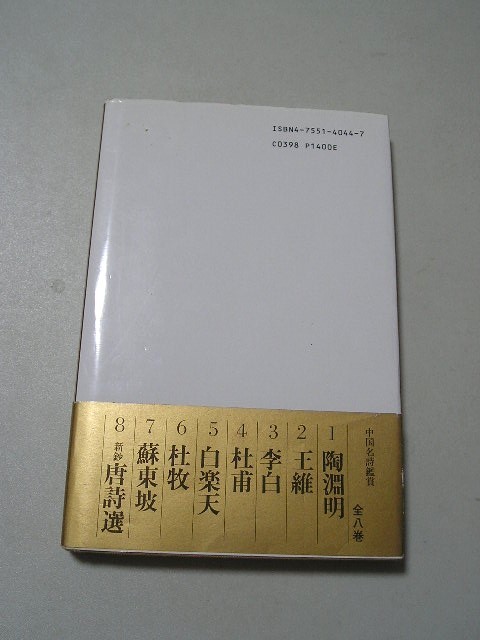 ISBN4-7551-4044-7
C0398 P1400E
中国名詩鑑賞 全八巻
1 陶淵明
2 王維
3 李白
4 杜甫
5 白楽天
6 杜牧
7 蘇東坡
8 新鈔 唐詩選